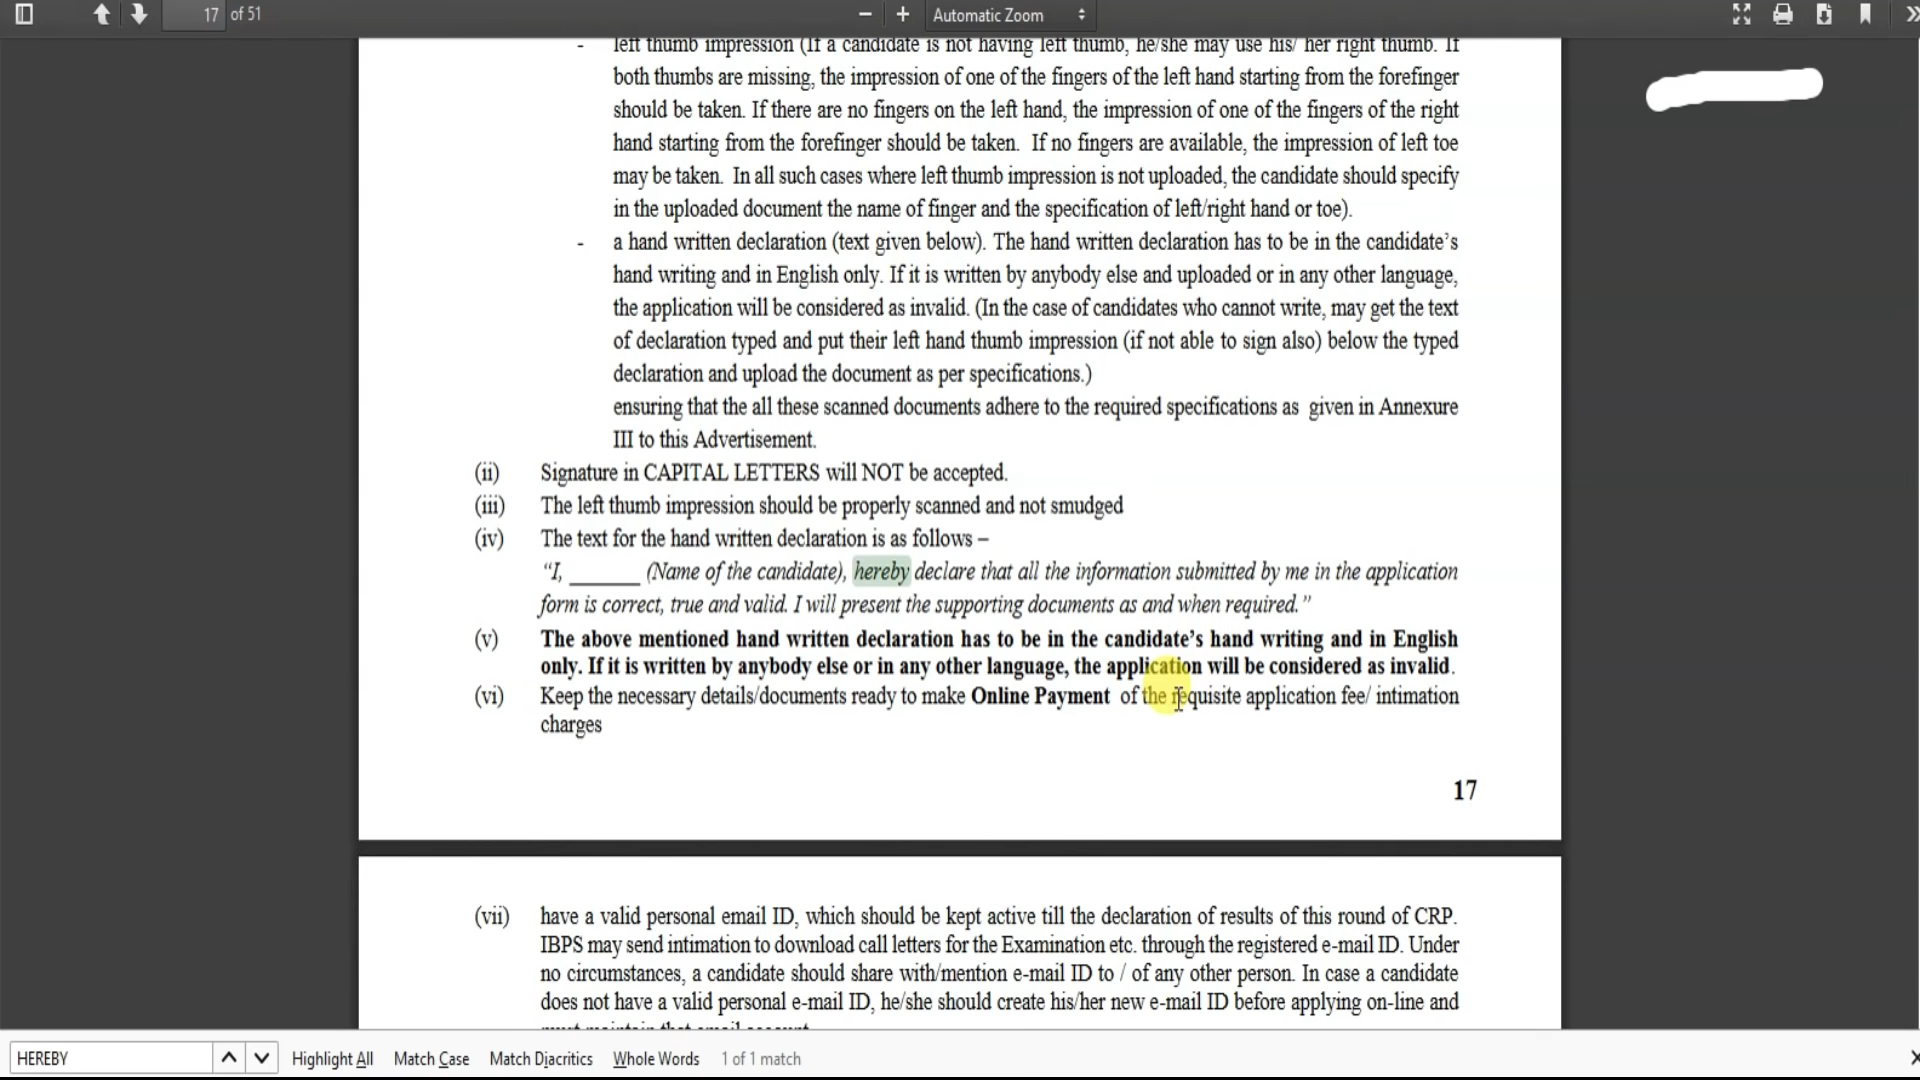 17 of 51
Automatic Zoom
- left thumb impression (If a candidate is not having left thumb, he/she may use his/ her right thumb. If
both thumbs are missing, the impression of one of the fingers of the left hand starting from the forefinger
should be taken. If there are no fingers on the left hand, the impression of one of the fingers of the right
hand starting from the forefinger should be taken. If no fingers are available, the impression of left toe
may be taken. In all such cases where left thumb impression is not uploaded, the candidate should specify
in the uploaded document the name of finger and the specification of left/right hand or toe).
- a hand written declaration (text given below). The hand written declaration has to be in the candidate’s
hand writing and in English only. If it is written by anybody else and uploaded or in any other language,
the application will be considered as invalid. (In the case of candidates who cannot write, may get the text
of declaration typed and put their left hand thumb impression (if not able to sign also) below the typed
declaration and upload the document as per specifications.)
ensuring that the all these scanned documents adhere to the required specifications as given in Annexure
III to this Advertisement.
(ii) Signature in CAPITAL LETTERS will NOT be accepted.
(iii) The left thumb impression should be properly scanned and not smudged
(iv) The text for the hand written declaration is as follows –
“I, _______ (Name of the candidate), hereby declare that all the information submitted by me in the application
form is correct, true and valid. I will present the supporting documents as and when required.”
(v) The above mentioned hand written declaration has to be in the candidate’s hand writing and in English
only. If it is written by anybody else or in any other language, the application will be considered as invalid.
(vi) Keep the necessary details/documents ready to make Online Payment of the requisite application fee/ intimation
charges
17
(vii) have a valid personal email ID, which should be kept active till the declaration of results of this round of CRP.
IBPS may send intimation to download call letters for the Examination etc. through the registered e-mail ID. Under
no circumstances, a candidate should share with/mention e-mail ID to / of any other person. In case a candidate
does not have a valid personal e-mail ID, he/she should create his/her new e-mail ID before applying on-line and
must maintain that email account.
HEREBY Highlight All Match Case Match Diacritics Whole Words 1 of 1 match